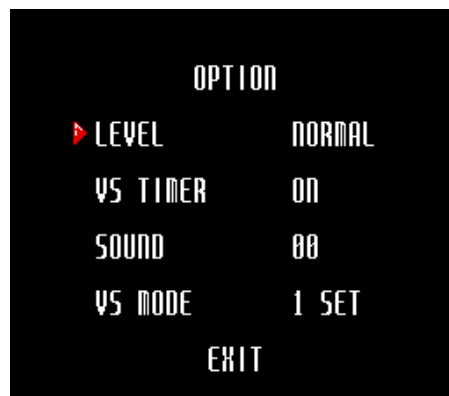 OPTION
LEVEL NORMAL
VS TIMER ON
SOUND 00
VS MODE 1 SET
EXIT